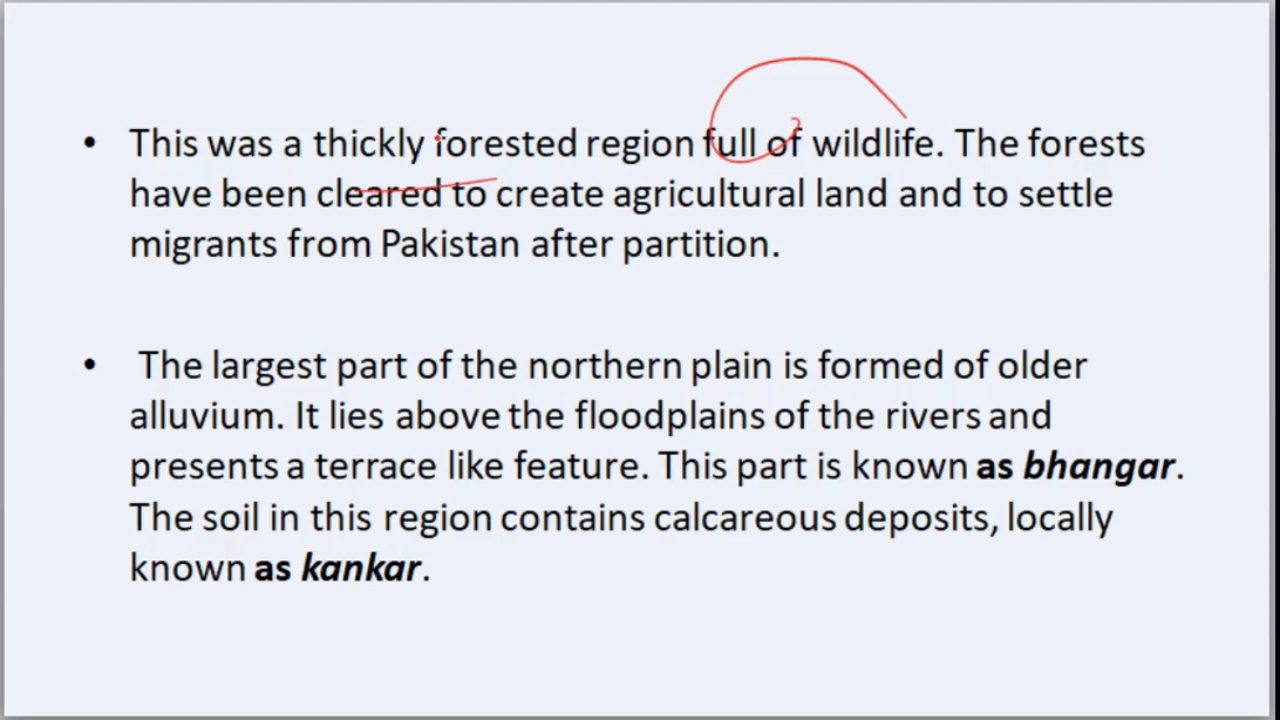 • This was a thickly forested region full of wildlife. The forests
have been cleared to create agricultural land and to settle
migrants from Pakistan after partition.
• The largest part of the northern plain is formed of older
alluvium. It lies above the floodplains of the rivers and
presents a terrace like feature. This part is known as bhangar.
The soil in this region contains calcareous deposits, locally
known as kankar.